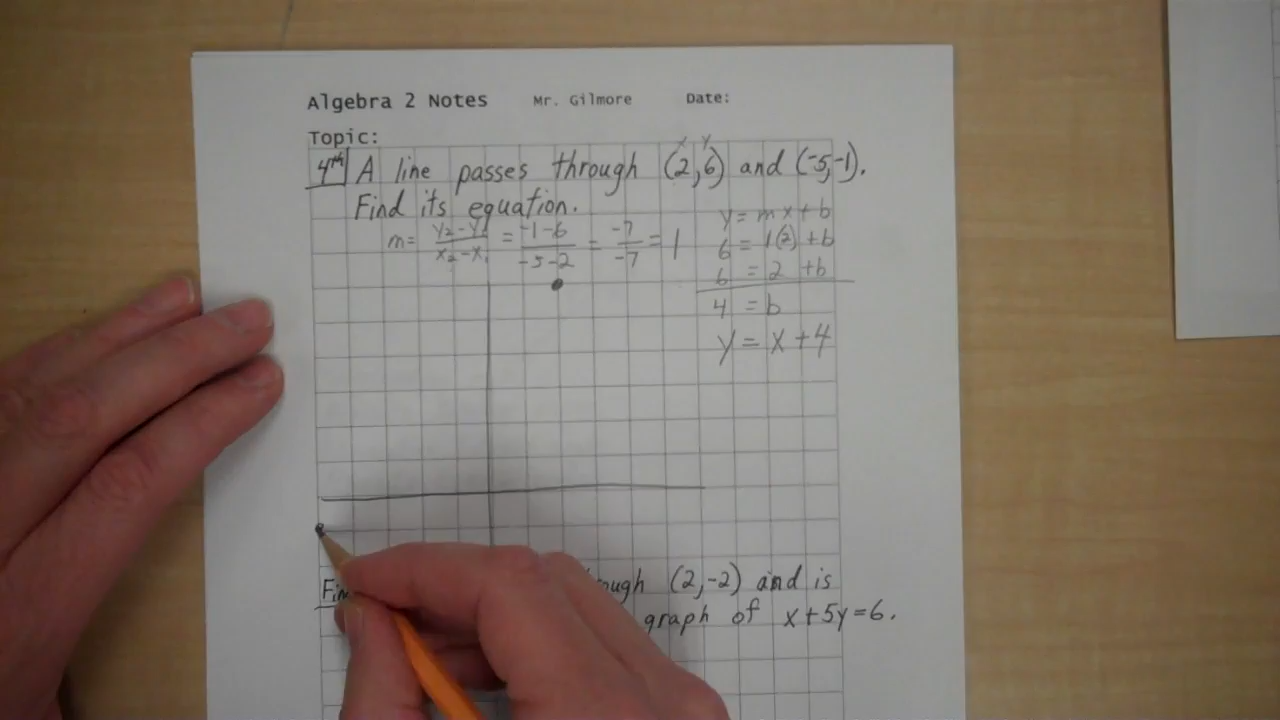 Algebra 2 Notes Mr. Gilmore Date:
Topic:
x y
4th A line passes through (2,6) and (-5,-1).
Find its equation.
m= y₂-y₁/x₂-x₁ = -1-6/-5-2 = -7/-7 = 1
y = mx+b
6 = 1(2) +b
6 = 2 +b
4 = b
y = x +4
(2,-2) and is
graph of x+5y=6.